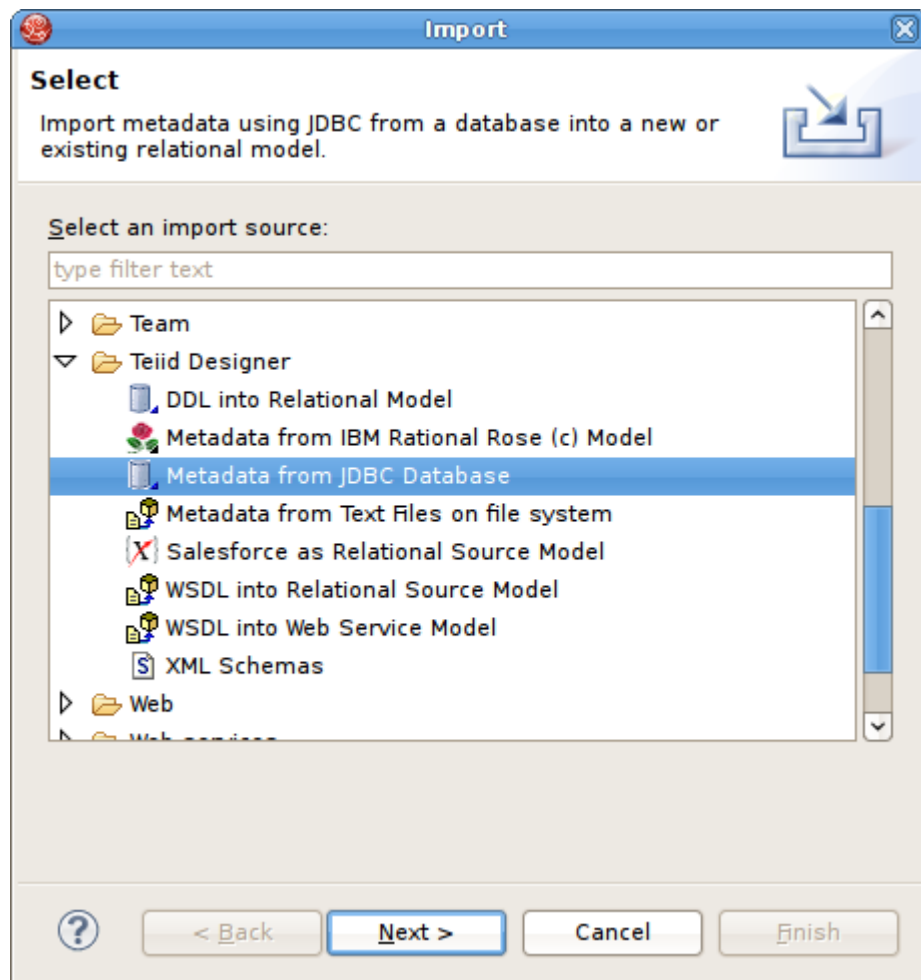 Import
Select
Import metadata using JDBC from a database into a new or
existing relational model.
Select an import source:
type filter text
Team
Teiid Designer
DDL into Relational Model
Metadata from IBM Rational Rose (c) Model
Metadata from JDBC Database
Metadata from Text Files on file system
Salesforce as Relational Source Model
WSDL into Relational Source Model
WSDL into Web Service Model
XML Schemas
Web
Web services
< Back
Next >
Cancel
Finish